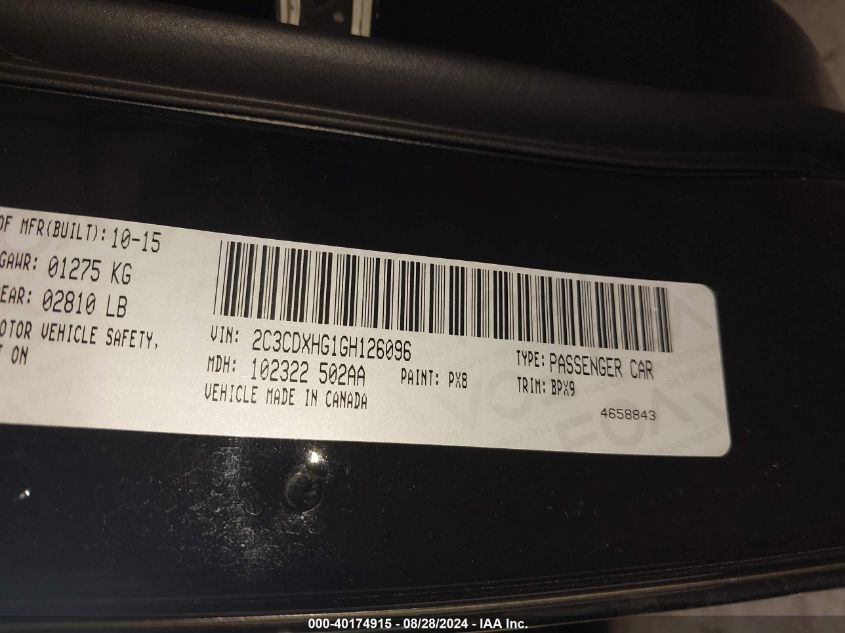 OF MFR(BUILT): 10-15
GAWR: 01275 KG
EAR: 02810 LB
OTOR VEHICLE SAFETY,
T ON
VIN: 2C3CDXHG1GH126096
TYPE: PASSENGER CAR
MDH: 102322 502AA
PAINT: PX8
TRIM: BPX9
VEHICLE MADE IN CANADA
4658843
000-40174915 - 08/28/2024 - IAA Inc.